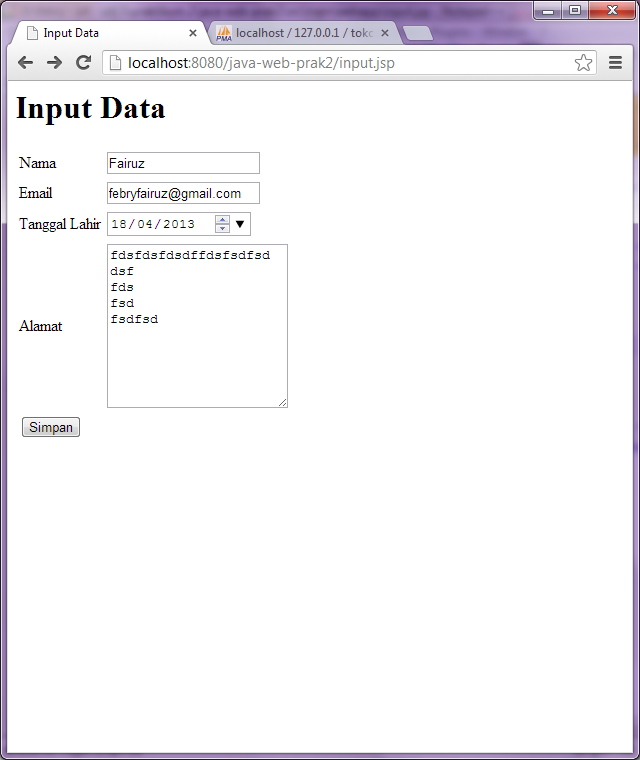 Input Data
localhost / 127.0.0.1 / toko
localhost:8080/java-web-prak2/input.jsp
Input Data
Nama Fairuz
Email febryfairuz@gmail.com
Tanggal Lahir 18/04/2013
Alamat
fdsfdsfdsdffdsfsdfsd
dsf
fds
fsd
fsdfsd
Simpan